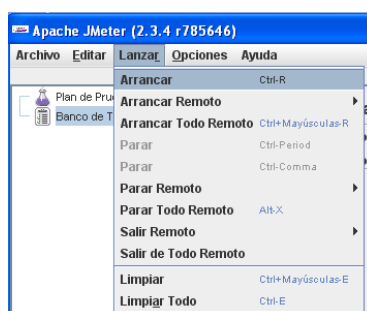 Apache JMeter (2.3.4 r785646)
Archivo Editar Lanzar Opciones Ayuda
Arrancar Ctrl-R
Plan de Pru
Arrancar Remoto
Banco de T
Arrancar Todo Remoto Ctrl+Mayúsculas-R
Parar Ctrl-Period
Parar Ctrl-Comma
Parar Remoto
Parar Todo Remoto Alt-X
Salir Remoto
Salir de Todo Remoto
Limpiar Ctrl+Mayúsculas-E
Limpiar Todo Ctrl-E